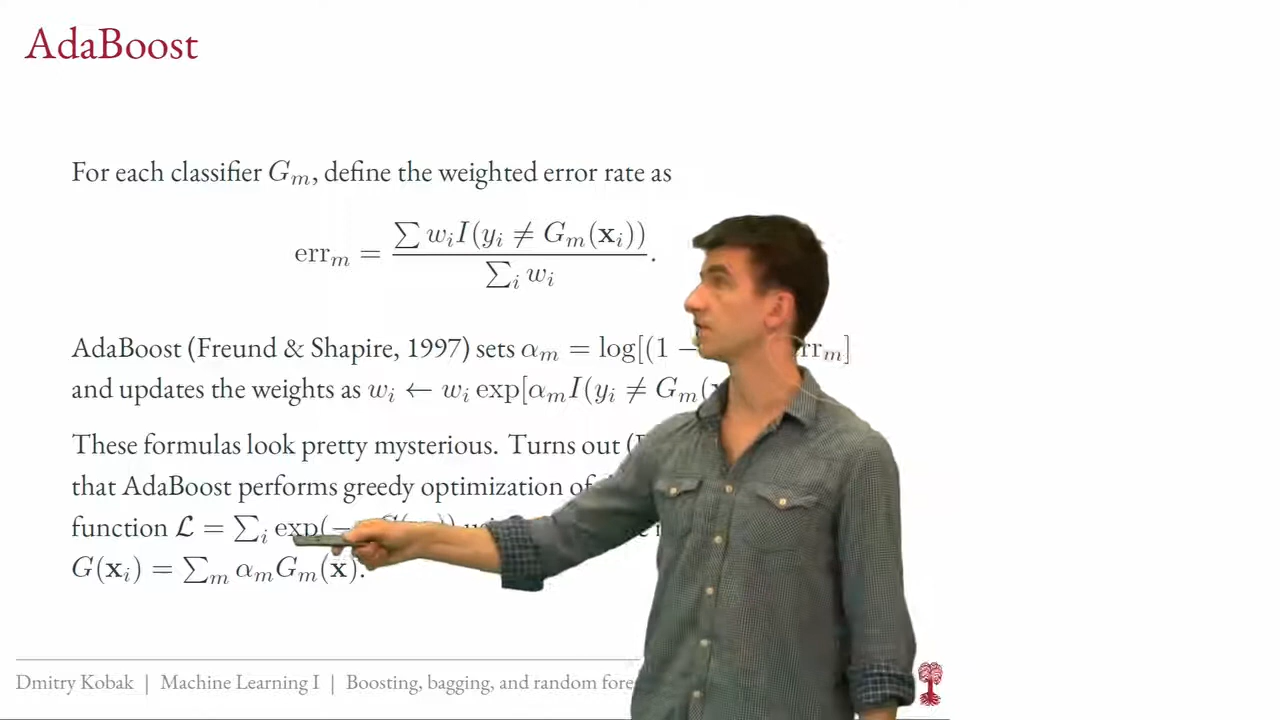 AdaBoost
For each classifier G_m, define the weighted error rate as
err_m = ∑ w_i I(y_i ≠ G_m(x_i)) / ∑_i w_i .
AdaBoost (Freund & Shapire, 1997) sets α_m = log[(1 − rr_m]
and updates the weights as w_i ← w_i exp[α_m I(y_i ≠ G_m(
These formulas look pretty mysterious. Turns out (
that AdaBoost performs greedy optimization of
function ℒ = ∑_i exp(−
G(x_i) = ∑_m α_m G_m(x).
Dmitry Kobak | Machine Learning I | Boosting, bagging, and random fore